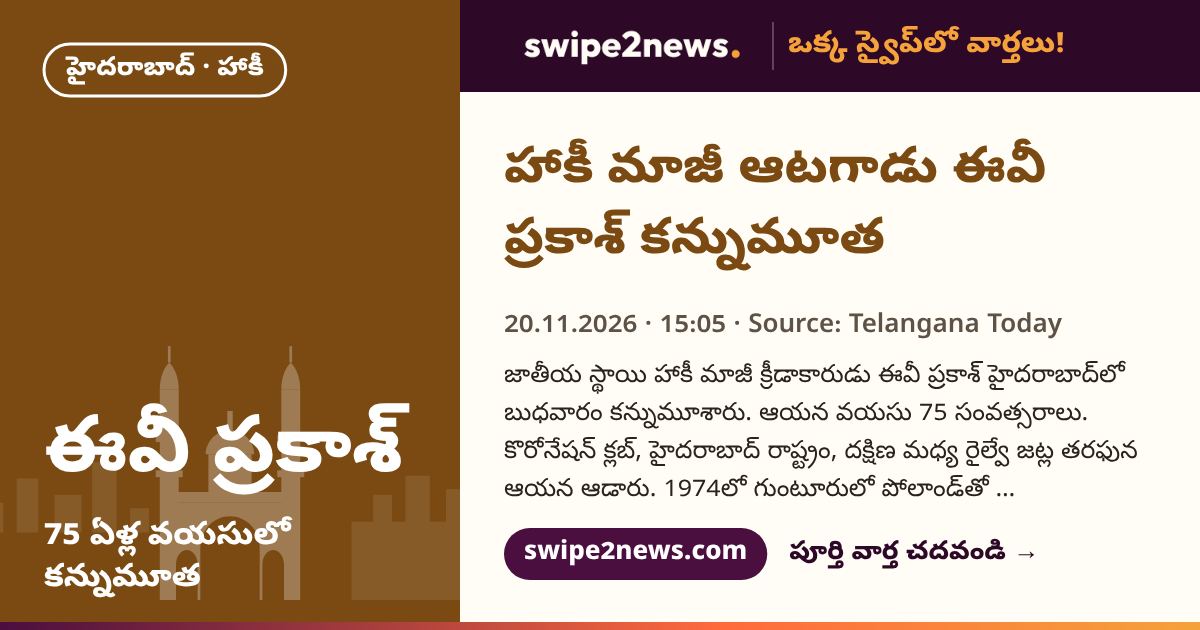 హైదరాబాద్ · హాకీ
ఈవీ ప్రకాశ్
75 ఏళ్ల వయసులో
కన్నుమూత
swipe2news.
ఒక్క స్వైప్‌లో వార్తలు!
హాకీ మాజీ ఆటగాడు ఈవీ
ప్రకాశ్ కన్నుమూత
20.11.2026 · 15:05 · Source: Telangana Today
జాతీయ స్థాయి హాకీ మాజీ క్రీడాకారుడు ఈవీ ప్రకాశ్ హైదరాబాద్‌లో
బుధవారం కన్నుమూశారు. ఆయన వయసు 75 సంవత్సరాలు.
కొరోనేషన్ క్లబ్, హైదరాబాద్ రాష్ట్రం, దక్షిణ మధ్య రైల్వే జట్ల తరఫున
ఆయన ఆడారు. 1974లో గుంటూరులో పోలాండ్‌తో ...
swipe2news.com
పూర్తి వార్త చదవండి →